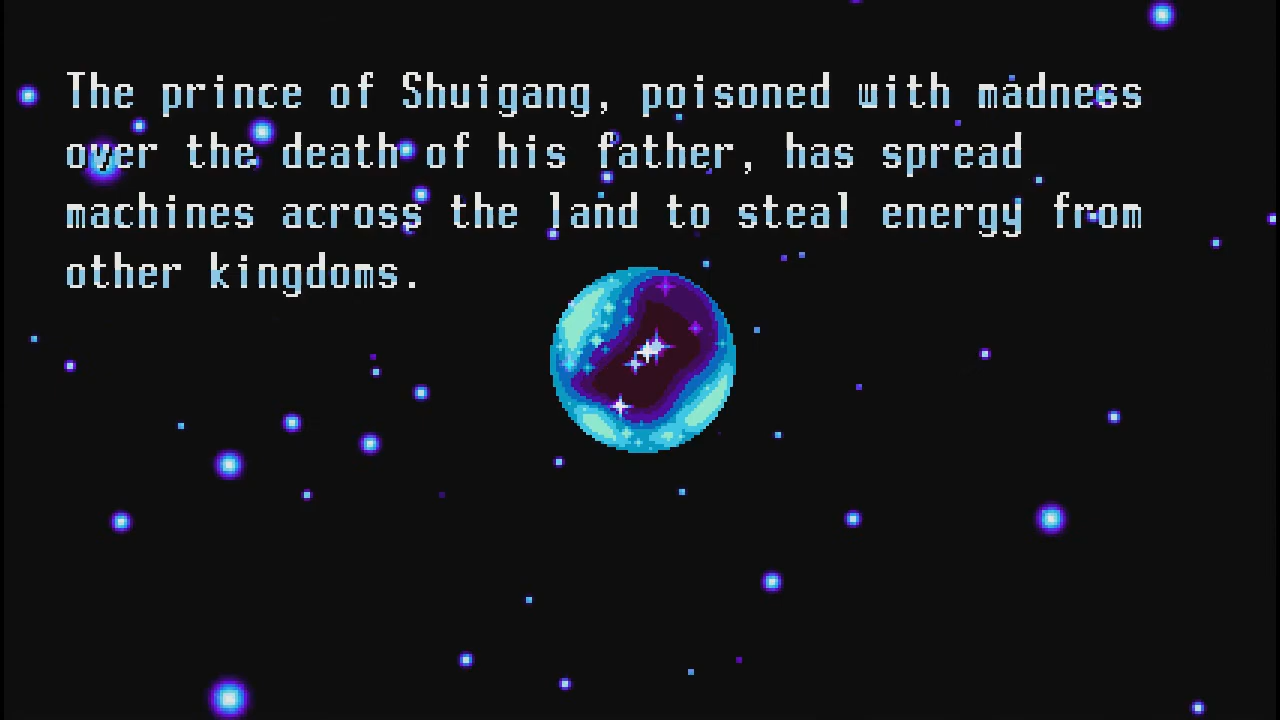 The prince of Shuigang, poisoned with madness
over the death of his father, has spread
machines across the land to steal energy from
other kingdoms.